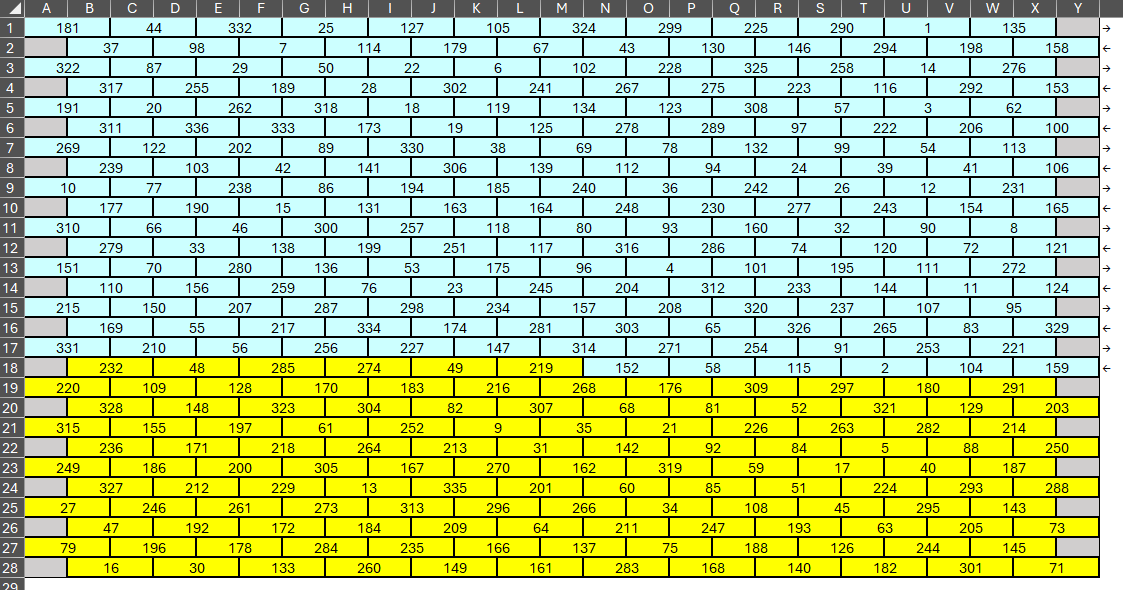 A B C D E F G H I J K L M N O P Q R S T U V W X Y
1 181 44 332 25 127 105 324 299 225 290 1 135 →
2 37 98 7 114 179 67 43 130 146 294 198 158 ←
3 322 87 29 50 22 6 102 228 325 258 14 276 →
4 317 255 189 28 302 241 267 275 223 116 292 153 ←
5 191 20 262 318 18 119 134 123 308 57 3 62 →
6 311 336 333 173 19 125 278 289 97 222 206 100 ←
7 269 122 202 89 330 38 69 78 132 99 54 113 →
8 239 103 42 141 306 139 112 94 24 39 41 106 ←
9 10 77 238 86 194 185 240 36 242 26 12 231 →
10 177 190 15 131 163 164 248 230 277 243 154 165 ←
11 310 66 46 300 257 118 80 93 160 32 90 8 →
12 279 33 138 199 251 117 316 286 74 120 72 121 ←
13 151 70 280 136 53 175 96 4 101 195 111 272 →
14 110 156 259 76 23 245 204 312 233 144 11 124 ←
15 215 150 207 287 298 234 157 208 320 237 107 95 →
16 169 55 217 334 174 281 303 65 326 265 83 329 ←
17 331 210 56 256 227 147 314 271 254 91 253 221 →
18 232 48 285 274 49 219 152 58 115 2 104 159 ←
19 220 109 128 170 183 216 268 176 309 297 180 291
20 328 148 323 304 82 307 68 81 52 321 129 203
21 315 155 197 61 252 9 35 21 226 263 282 214
22 236 171 218 264 213 31 142 92 84 5 88 250
23 249 186 200 305 167 270 162 319 59 17 40 187
24 327 212 229 13 335 201 60 85 51 224 293 288
25 27 246 261 273 313 296 266 34 108 45 295 143
26 47 192 172 184 209 64 211 247 193 63 205 73
27 79 196 178 284 235 166 137 75 188 126 244 145
28 16 30 133 260 149 161 283 168 140 182 301 71
29